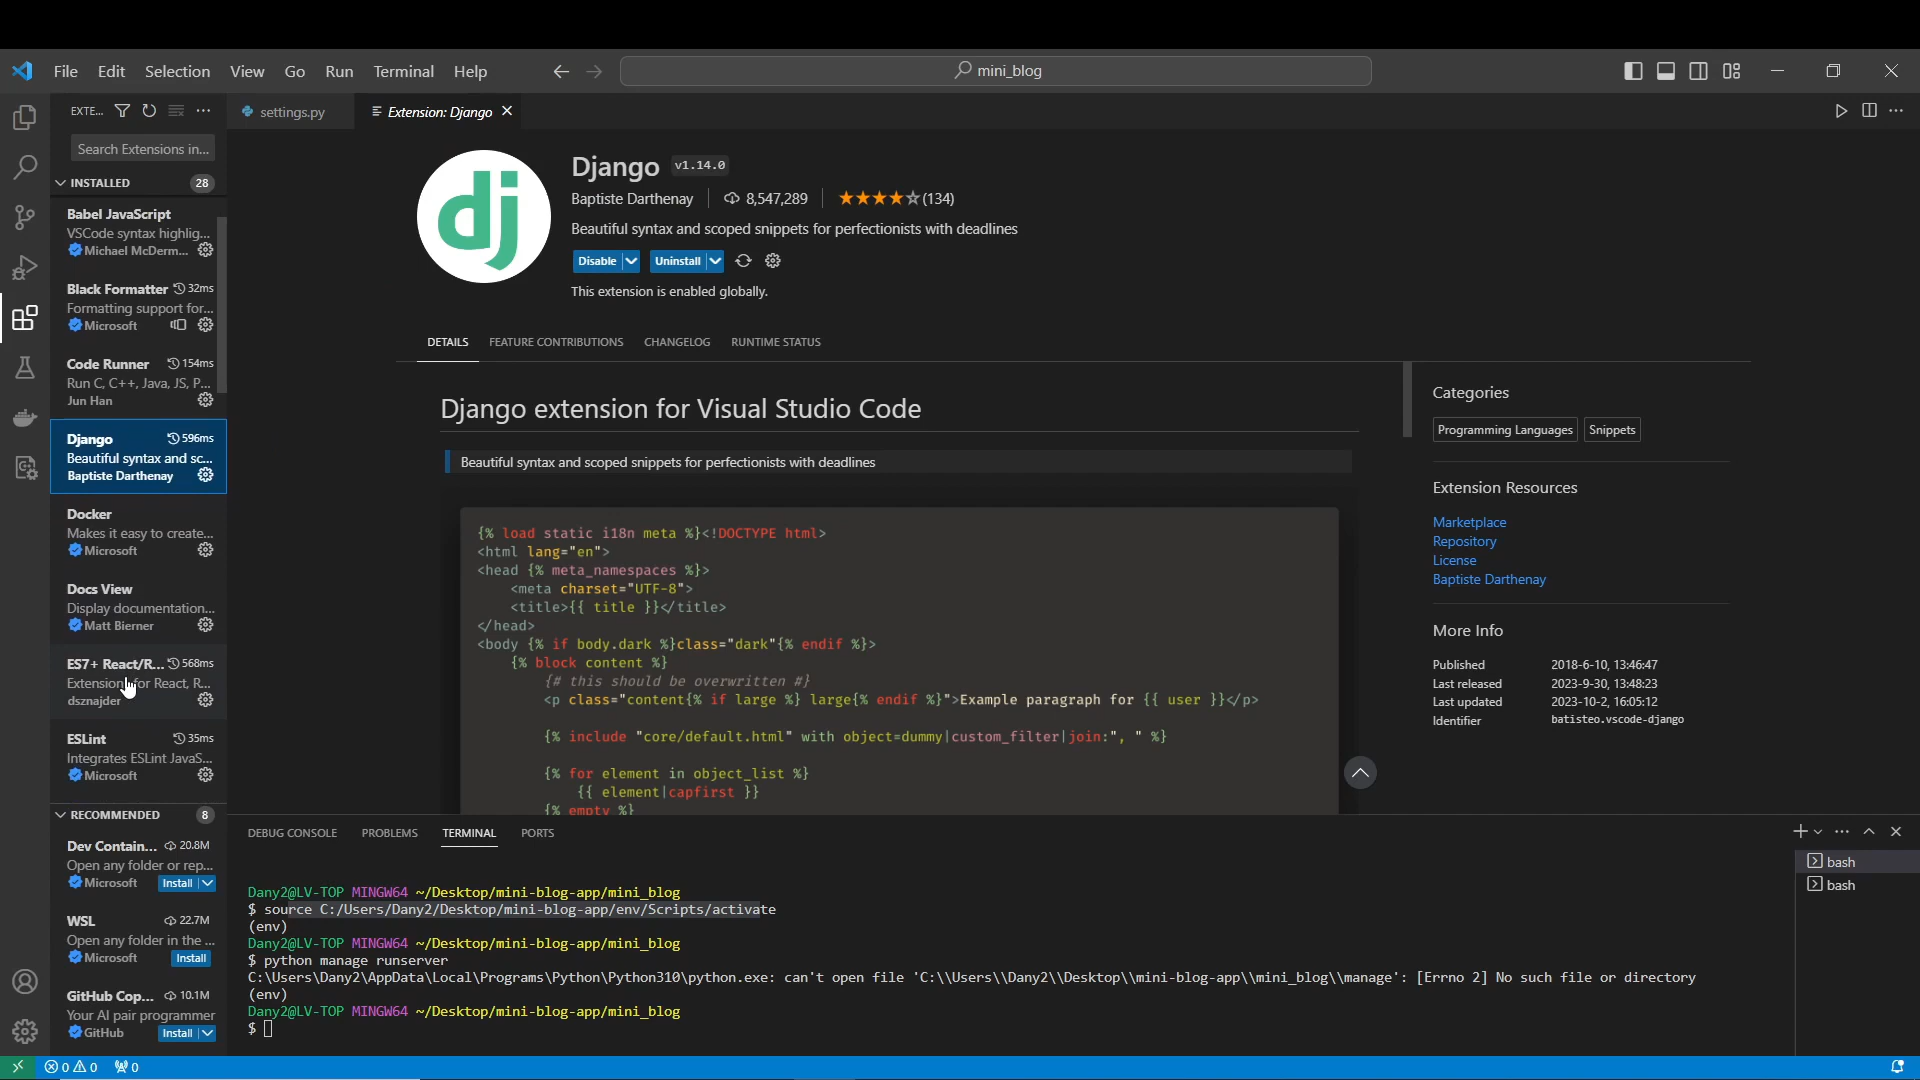 File Edit Selection View Go Run Terminal Help
mini_blog
EXTE...
settings.py
Extension: Django
Search Extensions in...
INSTALLED 28
Babel JavaScript
VSCode syntax highlig...
Michael McDerm...
Black Formatter 32ms
Formatting support for...
Microsoft
Code Runner 154ms
Run C, C++, Java, JS, P...
Jun Han
Django 596ms
Beautiful syntax and sc...
Baptiste Darthenay
Docker
Makes it easy to create...
Microsoft
Docs View
Display documentation...
Matt Bierner
ES7+ React/R... 568ms
dsznajder
ESLint 35ms
Integrates ESLint JavaS...
Microsoft
RECOMMENDED 8
Dev Contain... 20.8M
Open any folder or rep...
Microsoft Install
WSL 22.7M
Open any folder in the ...
Microsoft Install
GitHub Cop... 10.1M
Your AI pair programmer
GitHub Install
dj
Django v1.14.0
Baptiste Darthenay 8,547,289 (134)
Beautiful syntax and scoped snippets for perfectionists with deadlines
Disable Uninstall
This extension is enabled globally.
DETAILS FEATURE CONTRIBUTIONS CHANGELOG RUNTIME STATUS
Django extension for Visual Studio Code
Beautiful syntax and scoped snippets for perfectionists with deadlines
{% load static i18n meta %}<!DOCTYPE html>
<html lang="en">
<head {% meta_namespaces %}>
<meta charset="UTF-8">
<title>{{ title }}</title>
</head>
<body {% if body.dark %}class="dark"{% endif %}>
{% block content %}
{# this should be overwritten #}
<p class="content{% if large %} large{% endif %}">Example paragraph for {{ user }}</p>
{% include "core/default.html" with object=dummy|custom_filter|join:", " %}
{% for element in object_list %}
{{ element|capfirst }}
{% empty %}
Categories
Programming Languages Snippets
Extension Resources
Marketplace
Repository
License
Baptiste Darthenay
More Info
Published 2018-6-10, 13:46:47
Last released 2023-9-30, 13:48:23
Last updated 2023-10-2, 16:05:12
Identifier batisteo.vscode-django
DEBUG CONSOLE PROBLEMS TERMINAL PORTS
Dany2@LV-TOP MINGW64 ~/Desktop/mini-blog-app/mini_blog
$ source C:/Users/Dany2/Desktop/mini-blog-app/env/Scripts/activate
(env)
Dany2@LV-TOP MINGW64 ~/Desktop/mini-blog-app/mini_blog
$ python manage runserver
C:\Users\Dany2\AppData\Local\Programs\Python\Python310\python.exe: can't open file 'C:\\Users\\Dany2\\Desktop\\mini-blog-app\\mini_blog\\manage': [Errno 2] No such file or directory
(env)
Dany2@LV-TOP MINGW64 ~/Desktop/mini-blog-app/mini_blog
$
bash
bash
0 0 0